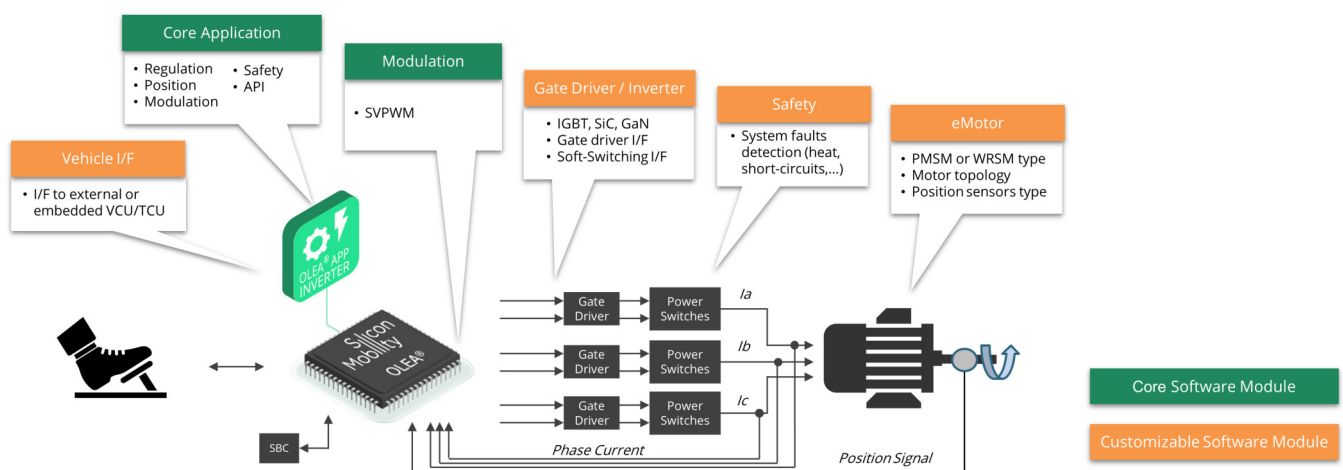 Core Application
• Regulation
• Position
• Modulation
• Safety
• API
Modulation
• SVPWM
Gate Driver / Inverter
• IGBT, SiC, GaN
• Gate driver I/F
• Soft-Switching I/F
Safety
• System faults
detection (heat,
short-circuits,...)
eMotor
• PMSM or WRSM type
• Motor topology
• Position sensors type
Vehicle I/F
• I/F to external or
embedded VCU/TCU
OLEA® APP
INVERTER
Silicon
Mobility
OLEA®
Gate
Driver
Power
Switches
Ia
Gate
Driver
Power
Switches
Ib
Gate
Driver
Power
Switches
Ic
SBC
Phase Current
Position Signal
Core Software Module
Customizable Software Module